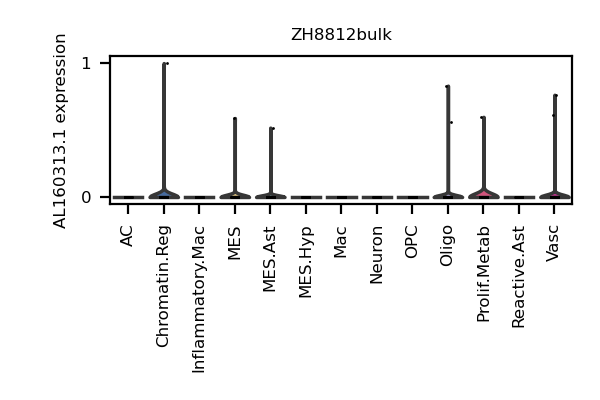 ZH8812bulk
AL160313.1 expression
1
0
AC
Chromatin.Reg
Inflammatory.Mac
MES
MES.Ast
MES.Hyp
Mac
Neuron
OPC
Oligo
Prolif.Metab
Reactive.Ast
Vasc